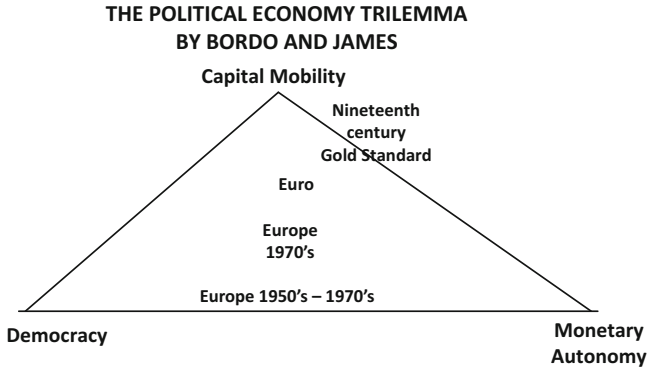 THE POLITICAL ECONOMY TRILEMMA
BY BORDO AND JAMES
Capital Mobility
Nineteenth
century
Gold Standard
Euro
Europe
1970's
Europe 1950's – 1970's
Democracy
Monetary
Autonomy